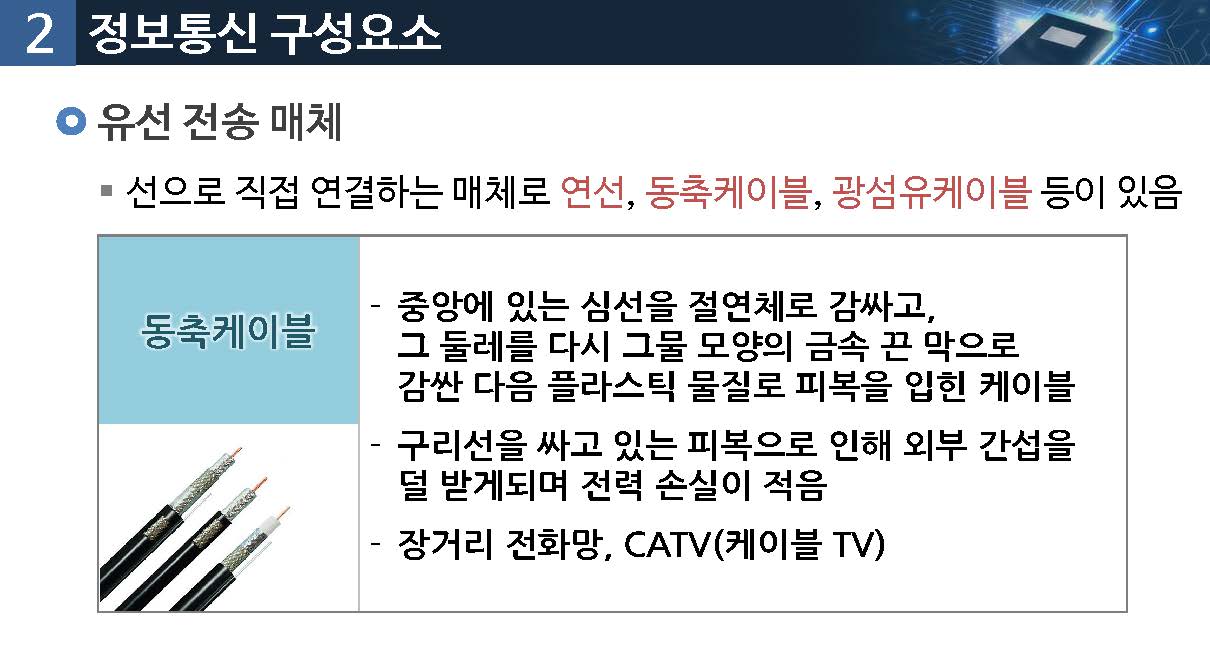 2 정보통신 구성요소
유선 전송 매체
선으로 직접 연결하는 매체로 연선, 동축케이블, 광섬유케이블 등이 있음
동축케이블
- 중앙에 있는 심선을 절연체로 감싸고,
그 둘레를 다시 그물 모양의 금속 끈 막으로
감싼 다음 플라스틱 물질로 피복을 입힌 케이블
- 구리선을 싸고 있는 피복으로 인해 외부 간섭을
덜 받게되며 전력 손실이 적음
- 장거리 전화망, CATV(케이블 TV)